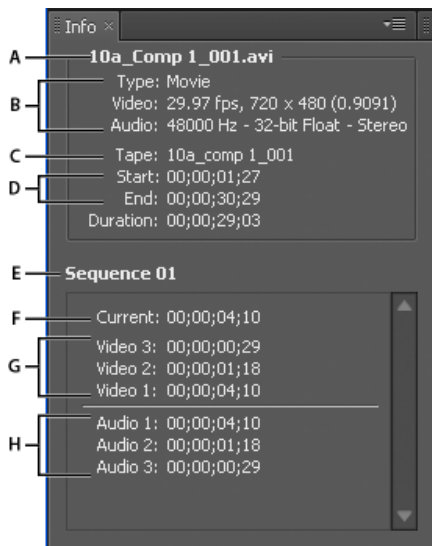 Info ×
A 10a_Comp 1_001.avi
B
Type: Movie
Video: 29.97 fps, 720 x 480 (0.9091)
Audio: 48000 Hz - 32-bit Float - Stereo
C Tape: 10a_comp 1_001
D
Start: 00;00;01;27
End: 00;00;30;29
Duration: 00;00;29;03
E Sequence 01
F Current: 00;00;04;10
G
Video 3: 00;00;00;29
Video 2: 00;00;01;18
Video 1: 00;00;04;10
H
Audio 1: 00;00;04;10
Audio 2: 00;00;01;18
Audio 3: 00;00;00;29